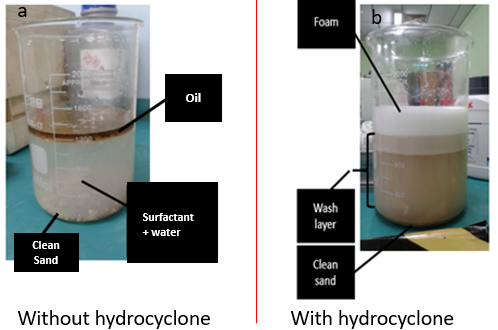 a
Oil
Surfactant
+ water
Clean
Sand
Without hydrocyclone
b
Foam
Wash
layer
Clean
sand
With hydrocyclone